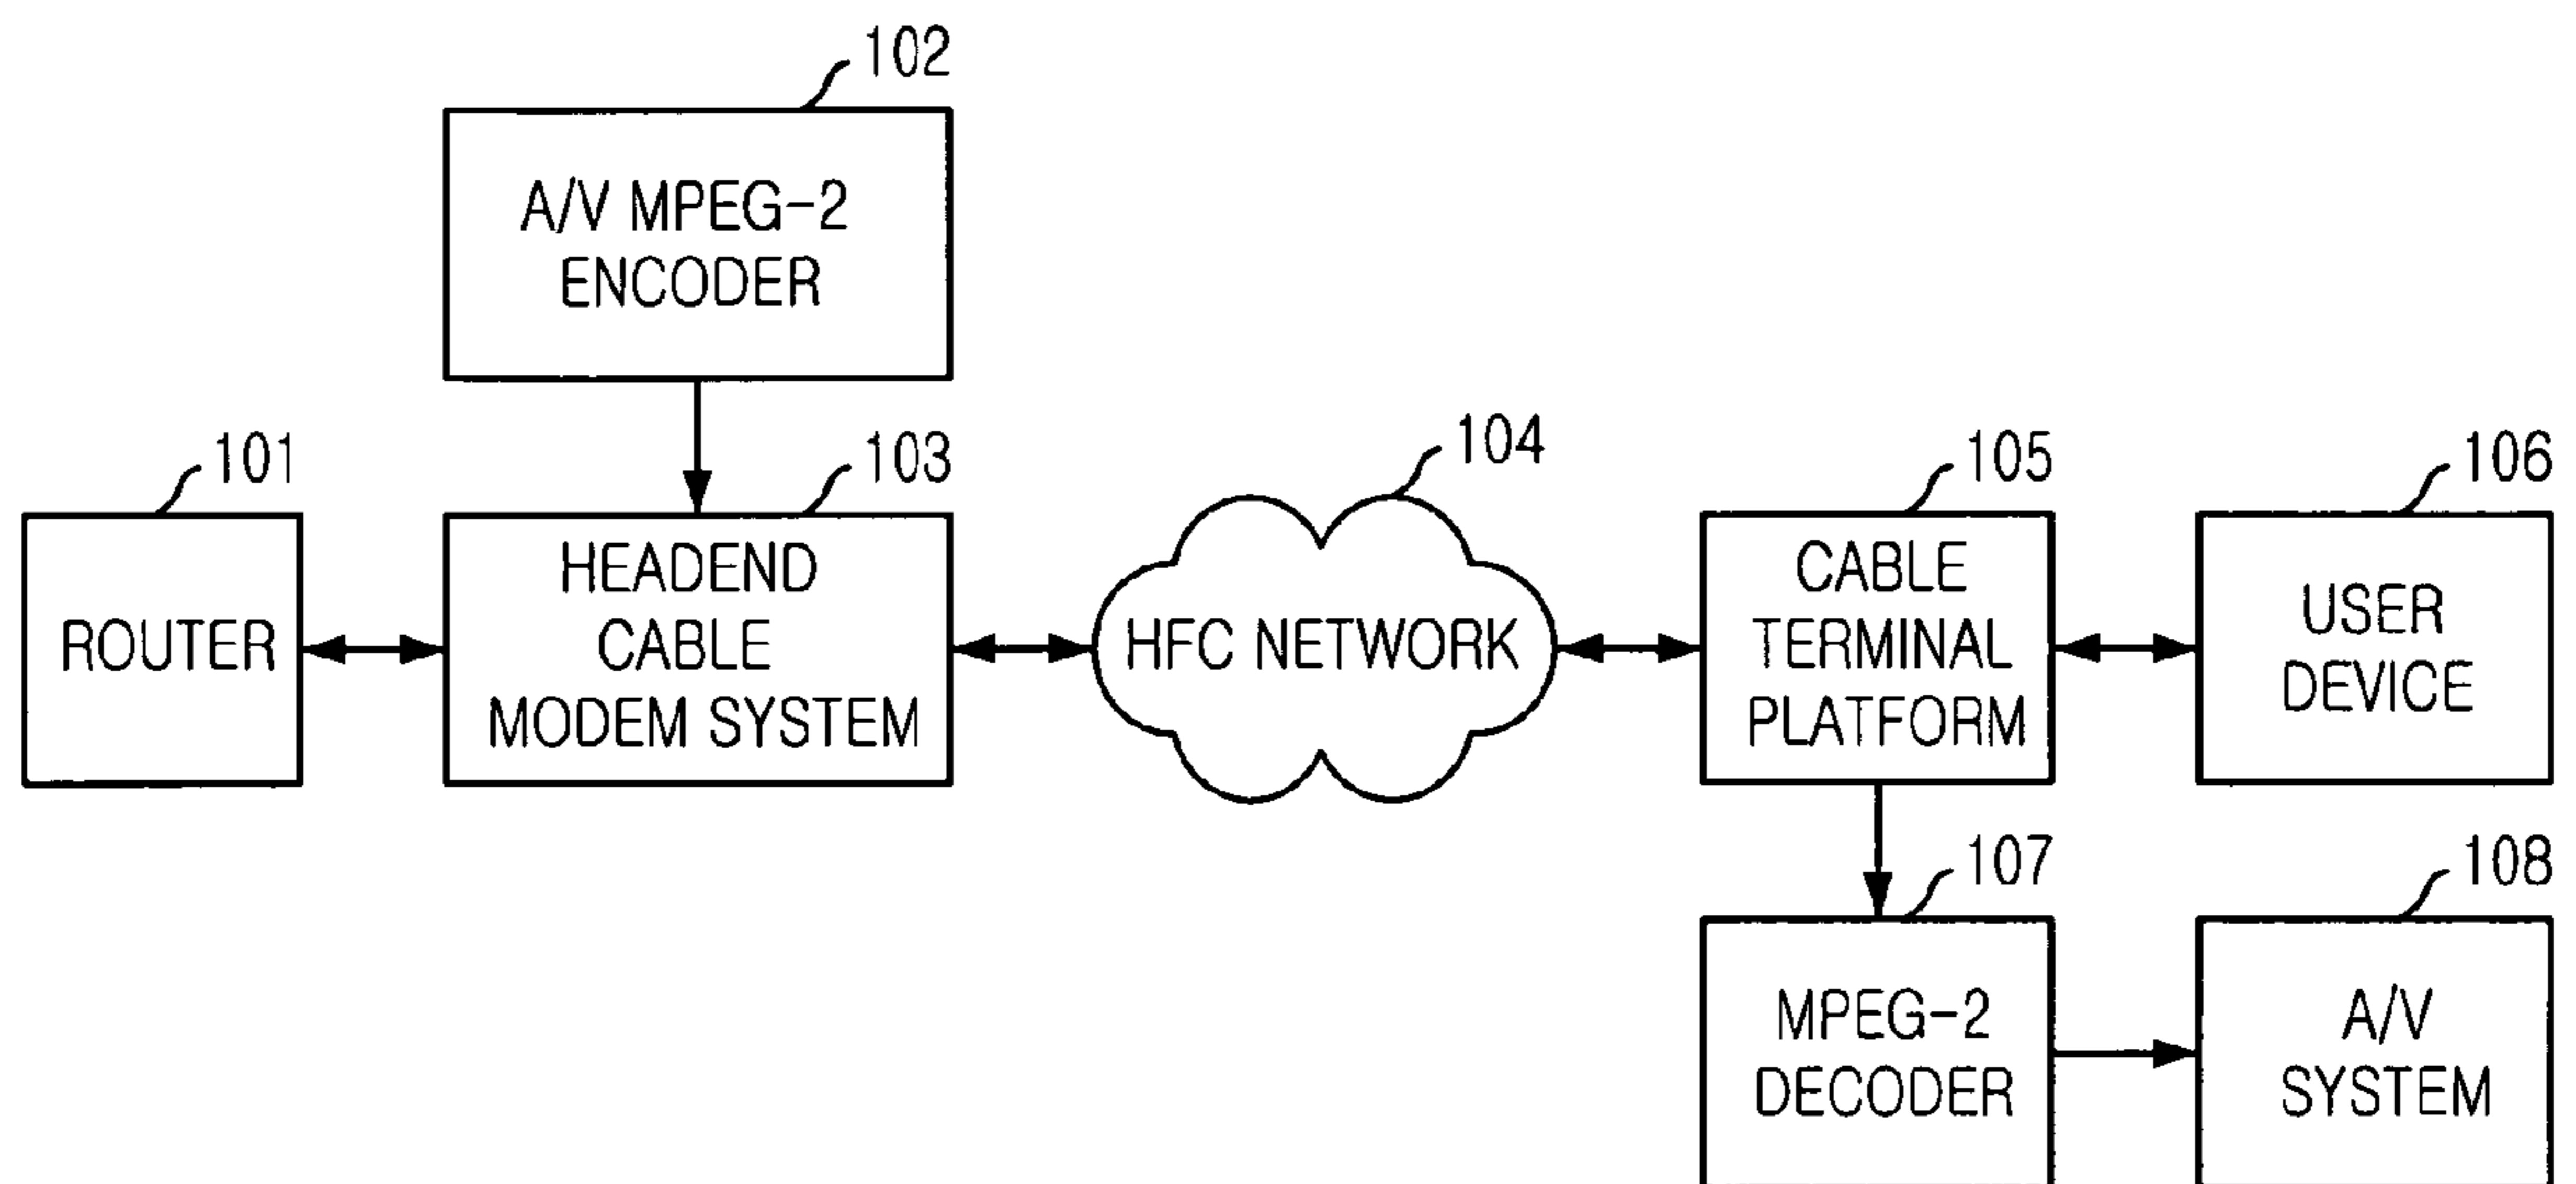 102
A/V MPEG-2
ENCODER
101
103
104
105
106
ROUTER
HEADEND
CABLE
MODEM SYSTEM
HFC NETWORK
CABLE
TERMINAL
PLATFORM
USER
DEVICE
107
108
MPEG-2
DECODER
A/V
SYSTEM